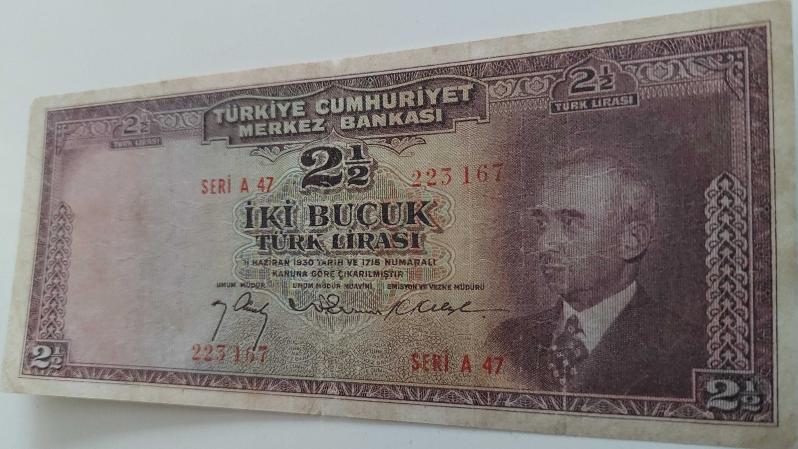 TÜRKİYE CUMHURİYET
MERKEZ BANKASI
2½
TÜRK LİRASI
2½
TÜRK LİRASI
2½
SERİ A 47
223167
İKİ BUÇUK
TÜRK LİRASI
11 HAZİRAN 1930 TARİH VE 1715 NUMARALI
KANUNA GÖRE ÇIKARILMIŞTIR
UMUM MÜDÜR UMUM MÜDÜR MUAVİNİ EMİSYON VE VEZNE MÜDÜRÜ
223167
SERİ A 47
2½
2½